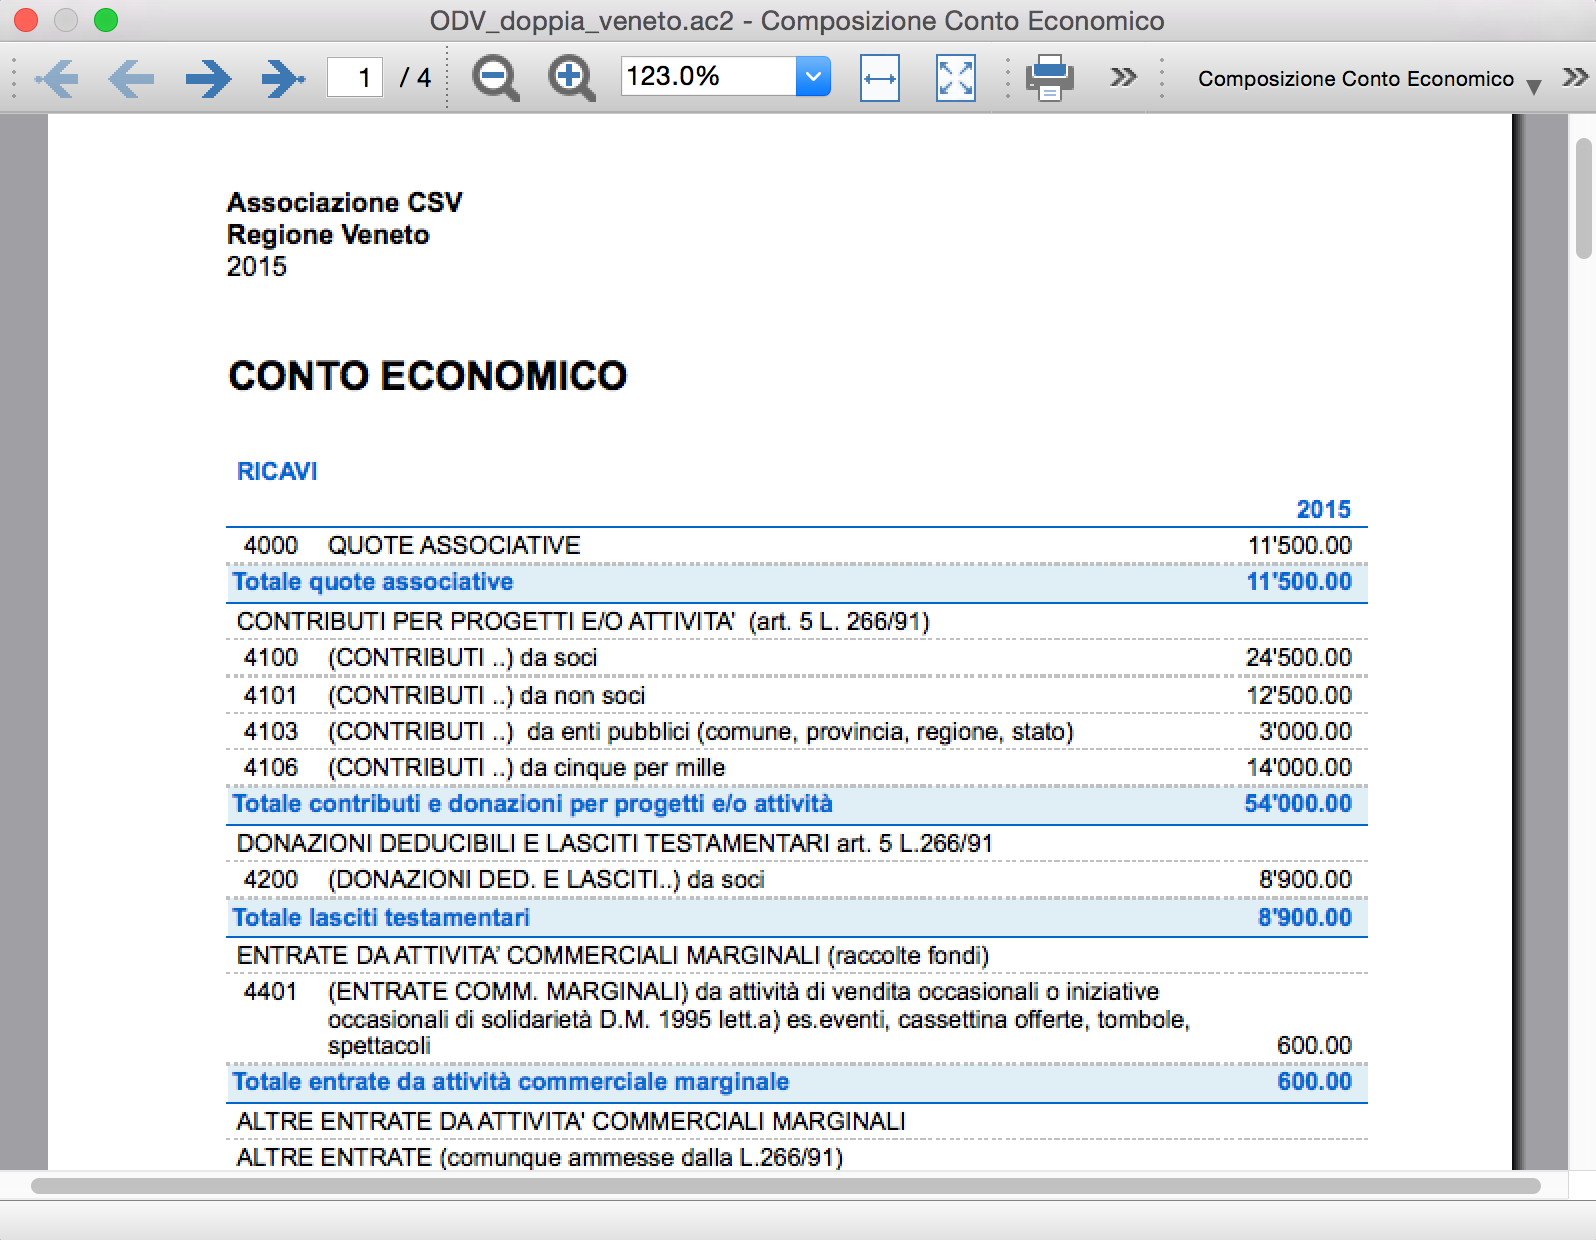 ODV_doppia_veneto.ac2 - Composizione Conto Economico
1 / 4 123.0% Composizione Conto Economico
Associazione CSV
Regione Veneto
2015
CONTO ECONOMICO
RICAVI
2015
4000 QUOTE ASSOCIATIVE 11'500.00
Totale quote associative 11'500.00
CONTRIBUTI PER PROGETTI E/O ATTIVITA' (art. 5 L. 266/91)
4100 (CONTRIBUTI ..) da soci 24'500.00
4101 (CONTRIBUTI ..) da non soci 12'500.00
4103 (CONTRIBUTI ..) da enti pubblici (comune, provincia, regione, stato) 3'000.00
4106 (CONTRIBUTI ..) da cinque per mille 14'000.00
Totale contributi e donazioni per progetti e/o attività 54'000.00
DONAZIONI DEDUCIBILI E LASCITI TESTAMENTARI art. 5 L.266/91
4200 (DONAZIONI DED. E LASCITI..) da soci 8'900.00
Totale lasciti testamentari 8'900.00
ENTRATE DA ATTIVITA' COMMERCIALI MARGINALI (raccolte fondi)
4401 (ENTRATE COMM. MARGINALI) da attività di vendita occasionali o iniziative
occasionali di solidarietà D.M. 1995 lett.a) es.eventi, cassettina offerte, tombole,
spettacoli 600.00
Totale entrate da attività commerciale marginale 600.00
ALTRE ENTRATE DA ATTIVITA' COMMERCIALI MARGINALI
ALTRE ENTRATE (comunque ammesse dalla L.266/91)